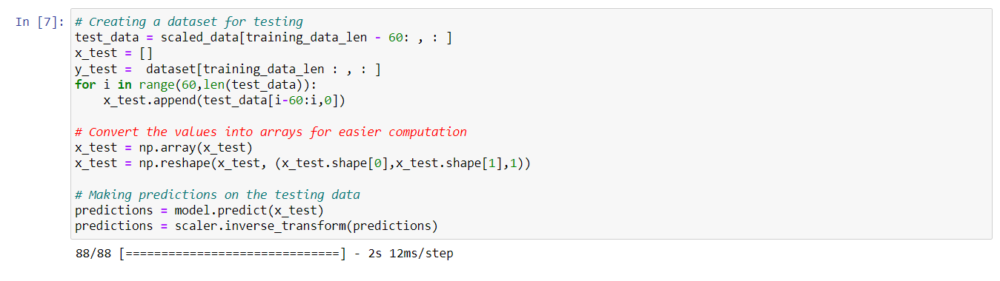 In [7]: # Creating a dataset for testing
test_data = scaled_data[training_data_len - 60: , : ]
x_test = []
y_test =  dataset[training_data_len : , : ]
for i in range(60,len(test_data)):
    x_test.append(test_data[i-60:i,0])

# Convert the values into arrays for easier computation
x_test = np.array(x_test)
x_test = np.reshape(x_test, (x_test.shape[0],x_test.shape[1],1))

# Making predictions on the testing data
predictions = model.predict(x_test)
predictions = scaler.inverse_transform(predictions)
88/88 [==============================] - 2s 12ms/step